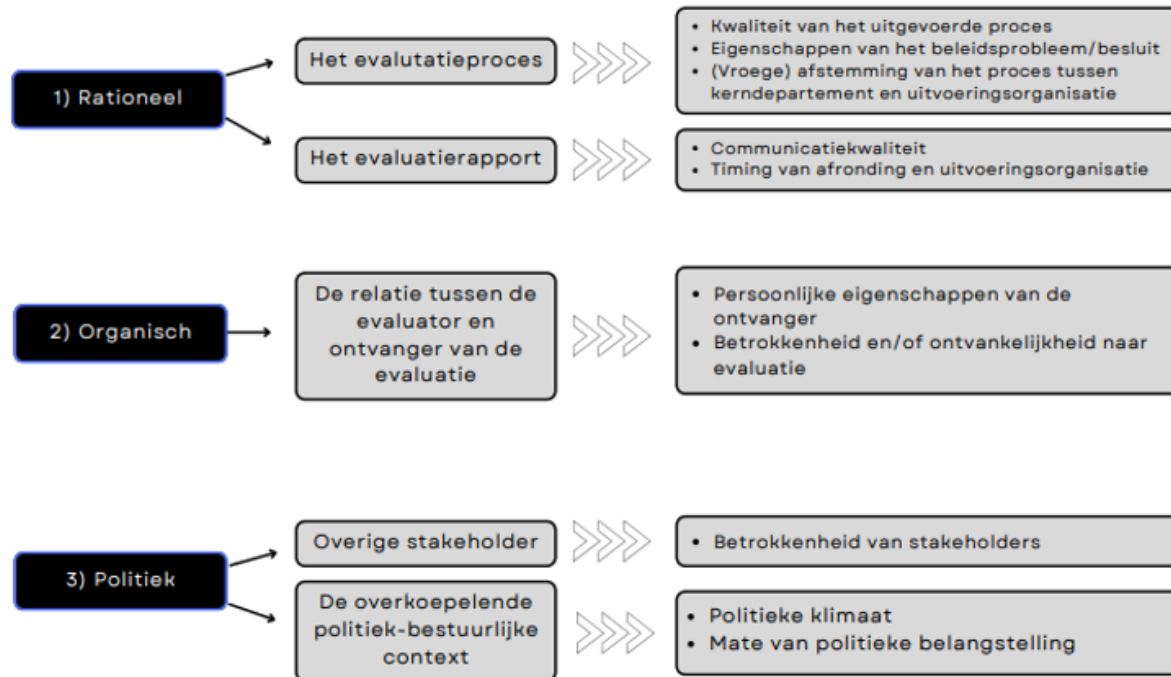 1) Rationeel
Het evalutatieproces
• Kwaliteit van het uitgevoerde proces
• Eigenschappen van het beleidsprobleem/besluit
• (Vroege) afstemming van het proces tussen
kerndepartement en uitvoeringsorganisatie
Het evaluatierapport
• Communicatiekwaliteit
• Timing van afronding en uitvoeringsorganisatie
2) Organisch
De relatie tussen de
evaluator en
ontvanger van de
evaluatie
• Persoonlijke eigenschappen van de
ontvanger
• Betrokkenheid en/of ontvankelijkheid naar
evaluatie
3) Politiek
Overige stakeholder
• Betrokkenheid van stakeholders
De overkoepelende
politiek-bestuurlijke
context
• Politieke klimaat
• Mate van politieke belangstelling